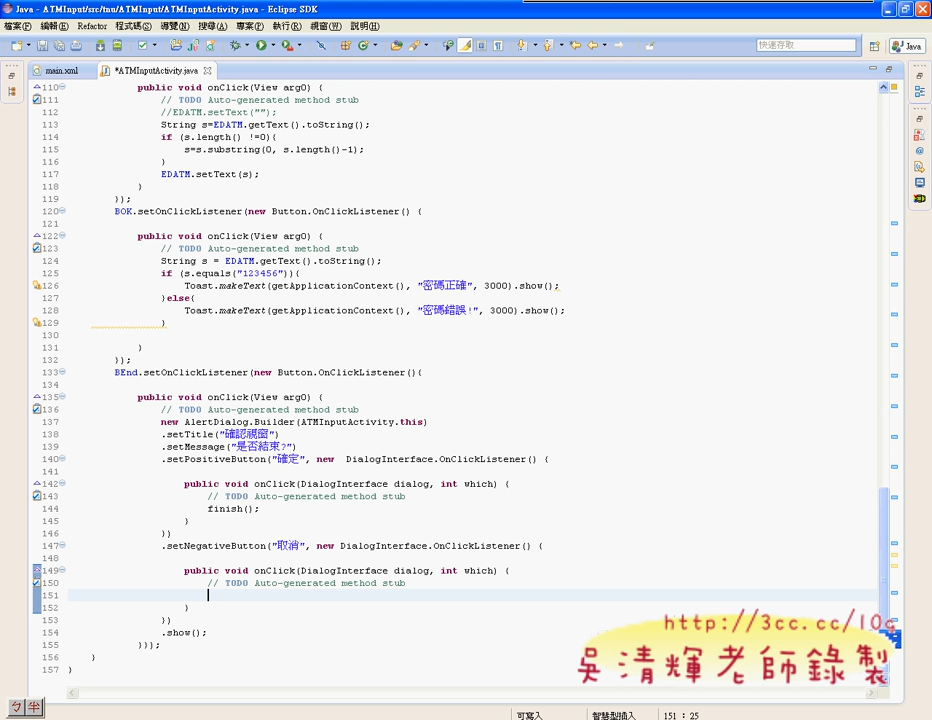 Java - ATMInput/src/tnu/ATMInput/ATMInputActivity.java - Eclipse SDK
檔案(F) 編輯(E) Refactor 程式碼(S) 導覽(N) 搜尋(A) 專案(P) 執行(R) 視窗(W) 說明(H)
快速存取 Java
main.xml *ATMInputActivity.java
110 public void onClick(View arg0) {
111 // TODO Auto-generated method stub
112 //EDATM.setText("");
113 String s=EDATM.getText().toString();
114 if (s.length() !=0){
115 s=s.substring(0, s.length()-1);
116 }
117 EDATM.setText(s);
118 }
119 });
120 BOK.setOnClickListener(new Button.OnClickListener() {
121
122 public void onClick(View arg0) {
123 // TODO Auto-generated method stub
124 String s = EDATM.getText().toString();
125 if (s.equals("123456")){
126 Toast.makeText(getApplicationContext(), "密碼正確", 3000).show();
127 }else{
128 Toast.makeText(getApplicationContext(), "密碼錯誤!", 3000).show();
129 }
130
131 }
132 });
133 BEnd.setOnClickListener(new Button.OnClickListener(){
134
135 public void onClick(View arg0) {
136 // TODO Auto-generated method stub
137 new AlertDialog.Builder(ATMInputActivity.this)
138 .setTitle("確認視窗")
139 .setMessage("是否結束?")
140 .setPositiveButton("確定", new DialogInterface.OnClickListener() {
141
142 public void onClick(DialogInterface dialog, int which) {
143 // TODO Auto-generated method stub
144 finish();
145 }
146 })
147 .setNegativeButton("取消", new DialogInterface.OnClickListener() {
148
149 public void onClick(DialogInterface dialog, int which) {
150 // TODO Auto-generated method stub
151
152 }
153 })
154 .show();
155 }});
156 }
157 }
http://3cc.cc/10q
吳清輝老師錄製
可寫入 智慧型插入 151 : 25